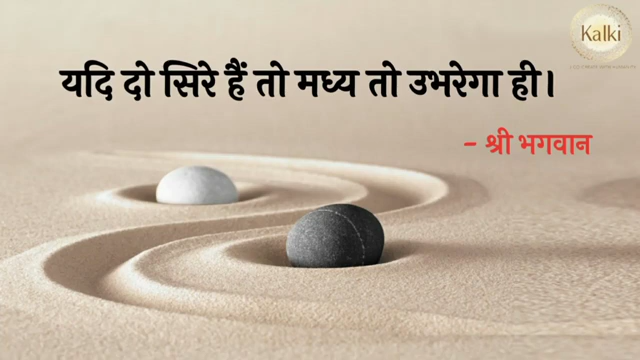 Kalki
यदि दो सिरे हैं तो मध्य तो उभरेगा ही।
- श्री भगवान